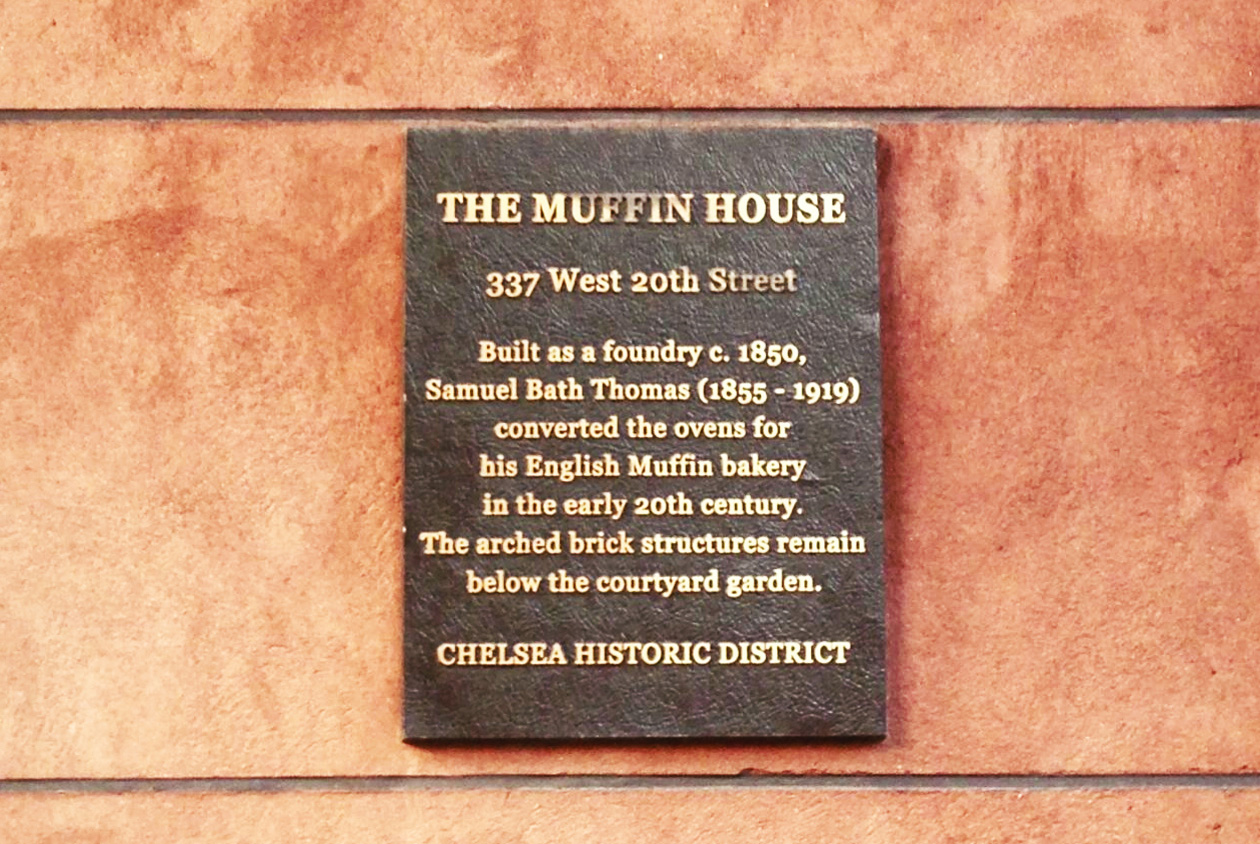 THE MUFFIN HOUSE
337 West 20th Street
Built as a foundry c. 1850,
Samuel Bath Thomas (1855 - 1919)
converted the ovens for
his English Muffin bakery
in the early 20th century.
The arched brick structures remain
below the courtyard garden.
CHELSEA HISTORIC DISTRICT